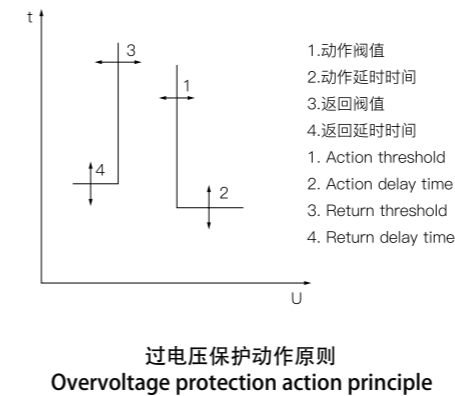 t
3
1
4
2
U
1.动作阀值
2.动作延时时间
3.返回阀值
4.返回延时时间
1. Action threshold
2. Action delay time
3. Return threshold
4. Return delay time
过电压保护动作原则
Overvoltage protection action principle